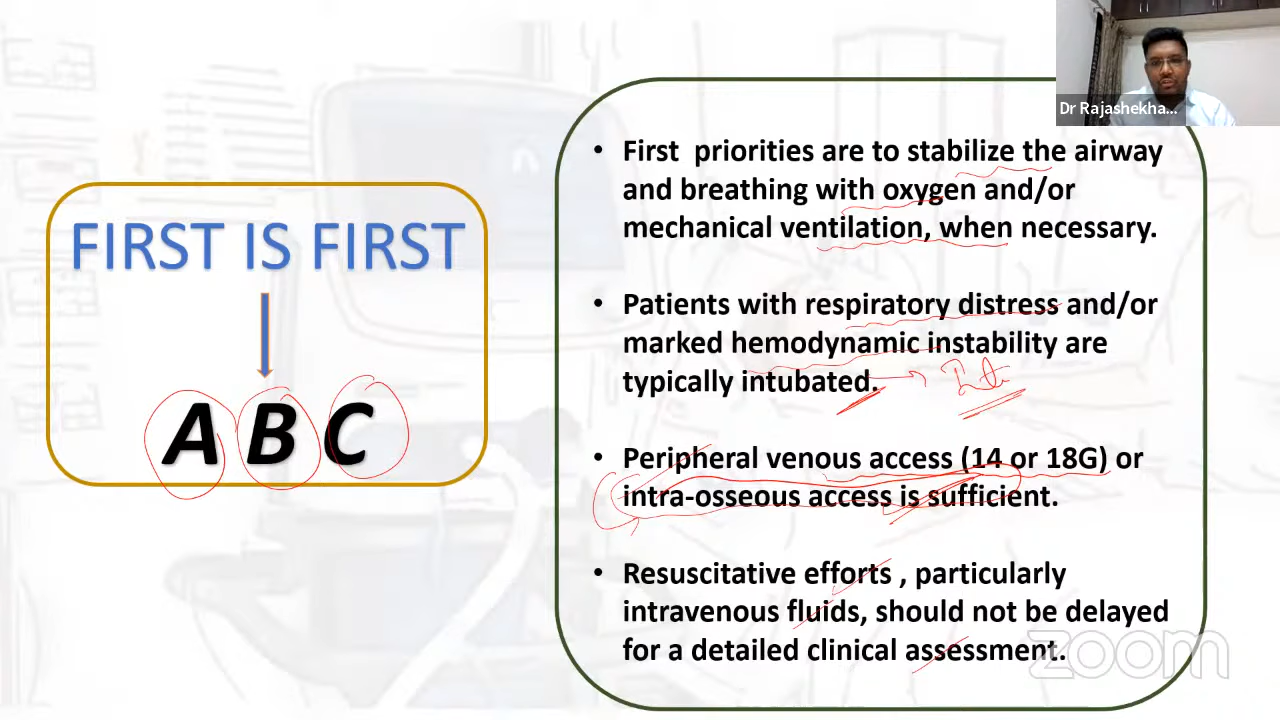 Dr Rajashekha...
FIRST IS FIRST
A B C
• First priorities are to stabilize the airway
and breathing with oxygen and/or
mechanical ventilation, when necessary.
• Patients with respiratory distress and/or
marked hemodynamic instability are
typically intubated.
• Peripheral venous access (14 or 18G) or
intra-osseous access is sufficient.
• Resuscitative efforts , particularly
intravenous fluids, should not be delayed
for a detailed clinical assessment.
zoom